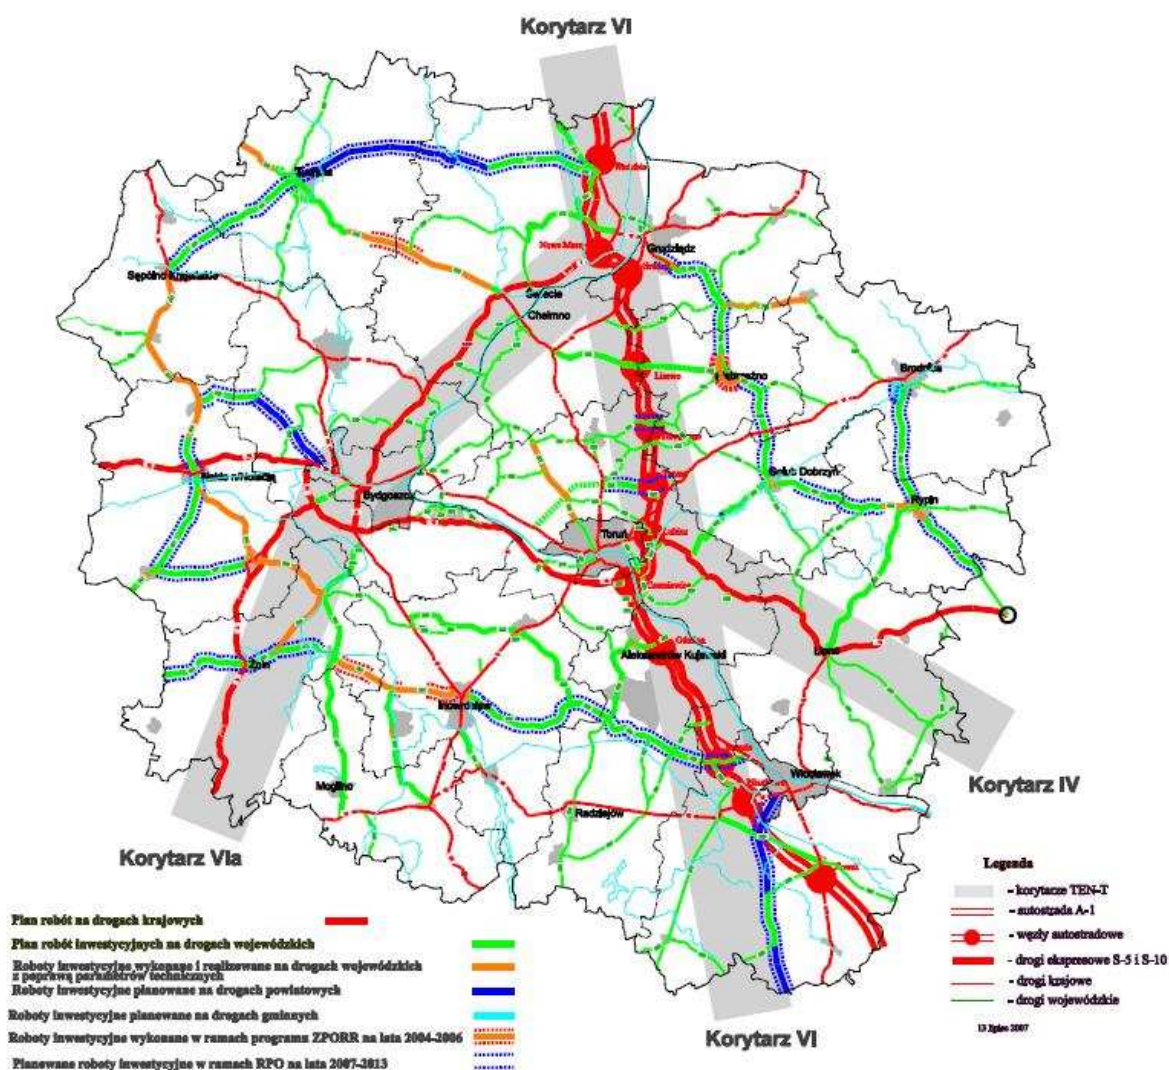 Korytarz VI
Nowe Marzy
Grudziądz
Sępólno Krajeńskie
Świecie
Chełmno
Lisewo
Brodnica
Golub Dobrzyń
Rypin
Bydgoszcz
Toruń
Lubicz
Czerniewice
Aleksandrów Kujawski
Lipno
Żnin
Inowrocław
Włocławek
Mogilno
Radziejów
Korytarz IV
Korytarz VIa
Korytarz VI
Plan robót na drogach krajowych
Plan robót inwestycyjnych na drogach wojewódzkich
Roboty inwestycyjne wykonane i realizowane na drogach wojewódzkich
z poprawą parametrów technicznych
Roboty inwestycyjne planowane na drogach powiatowych
Roboty inwestycyjne planowane na drogach gminnych
Roboty inwestycyjne wykonane w ramach programu ZPORR na lata 2004-2006
Planowane roboty inwestycyjne w ramach RPO na lata 2007-2013
Legenda
- korytarze TEN-T
- autostrada A-1
- węzły autostradowe
- drogi ekspresowe S-5 i S-10
- drogi krajowe
- drogi wojewódzkie
13 lipiec 2007